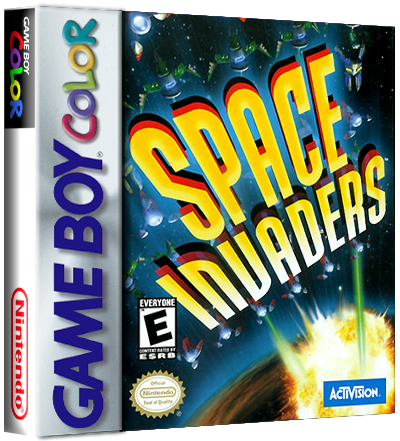 GAME BOY
COLOR
Nintendo
GAME BOY COLOR
SPACE
INVADERS
EVERYONE
E
CONTENT RATED BY
ESRB
Official
Nintendo
Seal of Quality
ACTIVISION.